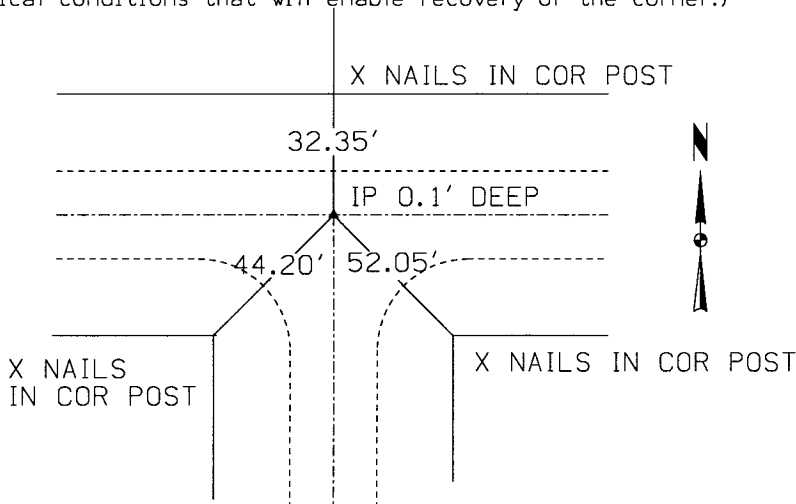 ical conditions that will enable recovery of the corner.)
X NAILS IN COR POST
32.35'
N
IP 0.1' DEEP
44.20' 52.05'
X NAILS
IN COR POST
X NAILS IN COR POST